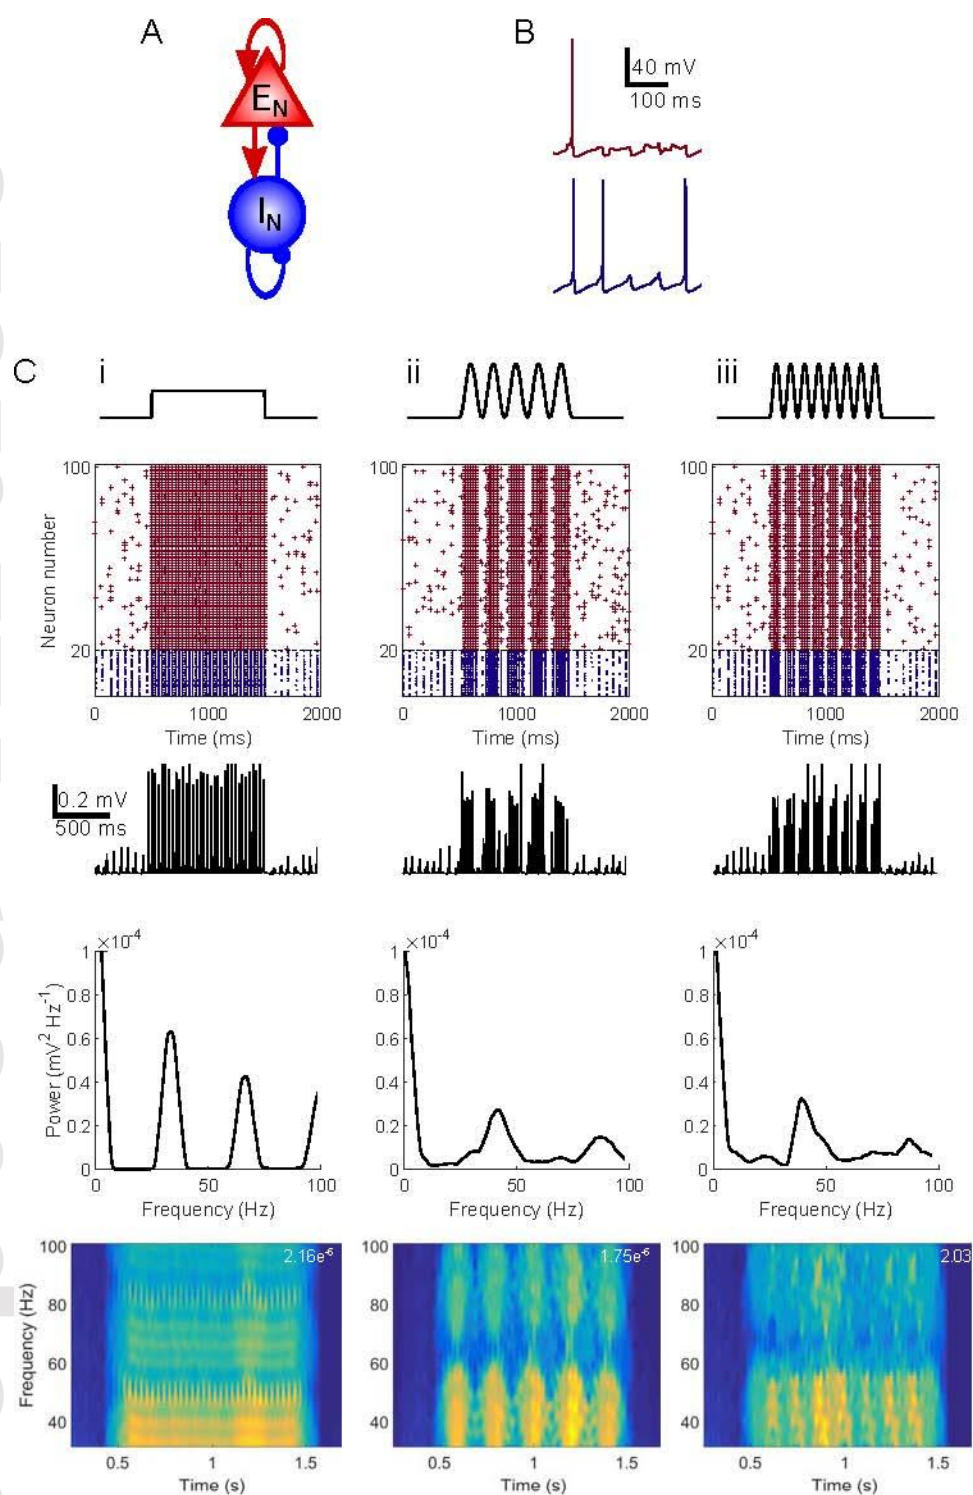 A
B
E_N
I_N
40 mV
100 ms
C
i
ii
iii
100
20
Neuron number
0 1000 2000
Time (ms)
100
20
0 1000 2000
Time (ms)
100
20
0 1000 2000
Time (ms)
0.2 mV
500 ms
×10⁻⁴
1
0.8
0.6
0.4
0.2
0
Power (mV² Hz⁻¹)
0 50 100
Frequency (Hz)
×10⁻⁴
1
0.8
0.6
0.4
0.2
0
0 50 100
Frequency (Hz)
×10⁻⁴
1
0.8
0.6
0.4
0.2
0
0 50 100
Frequency (Hz)
2.16e⁻⁶
100
80
60
40
Frequency (Hz)
0.5 1 1.5
Time (s)
1.75e⁻⁶
100
80
60
40
0.5 1 1.5
Time (s)
2.03
100
80
60
40
0.5 1 1.5
Time (s)